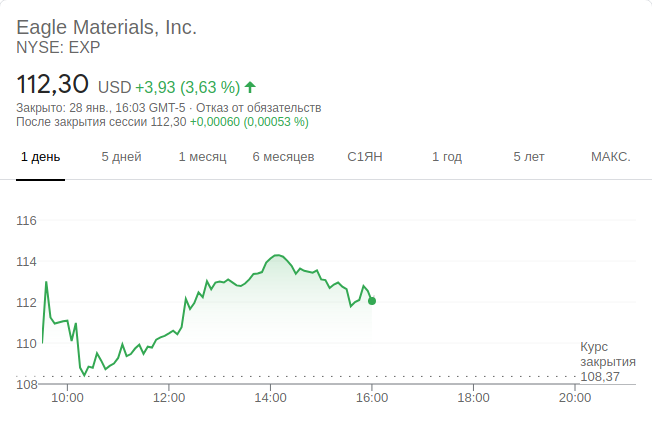 Eagle Materials, Inc.
NYSE: EXP
112,30 USD +3,93 (3,63 %)
Закрыто: 28 янв., 16:03 GMT-5 · Отказ от обязательств
После закрытия сессии 112,30 +0,00060 (0,00053 %)
1 день 5 дней 1 месяц 6 месяцев С1ЯН 1 год 5 лет МАКС.
116
114
112
110
Курс
закрытия
108,37
108
10:00 12:00 14:00 16:00 18:00 20:00